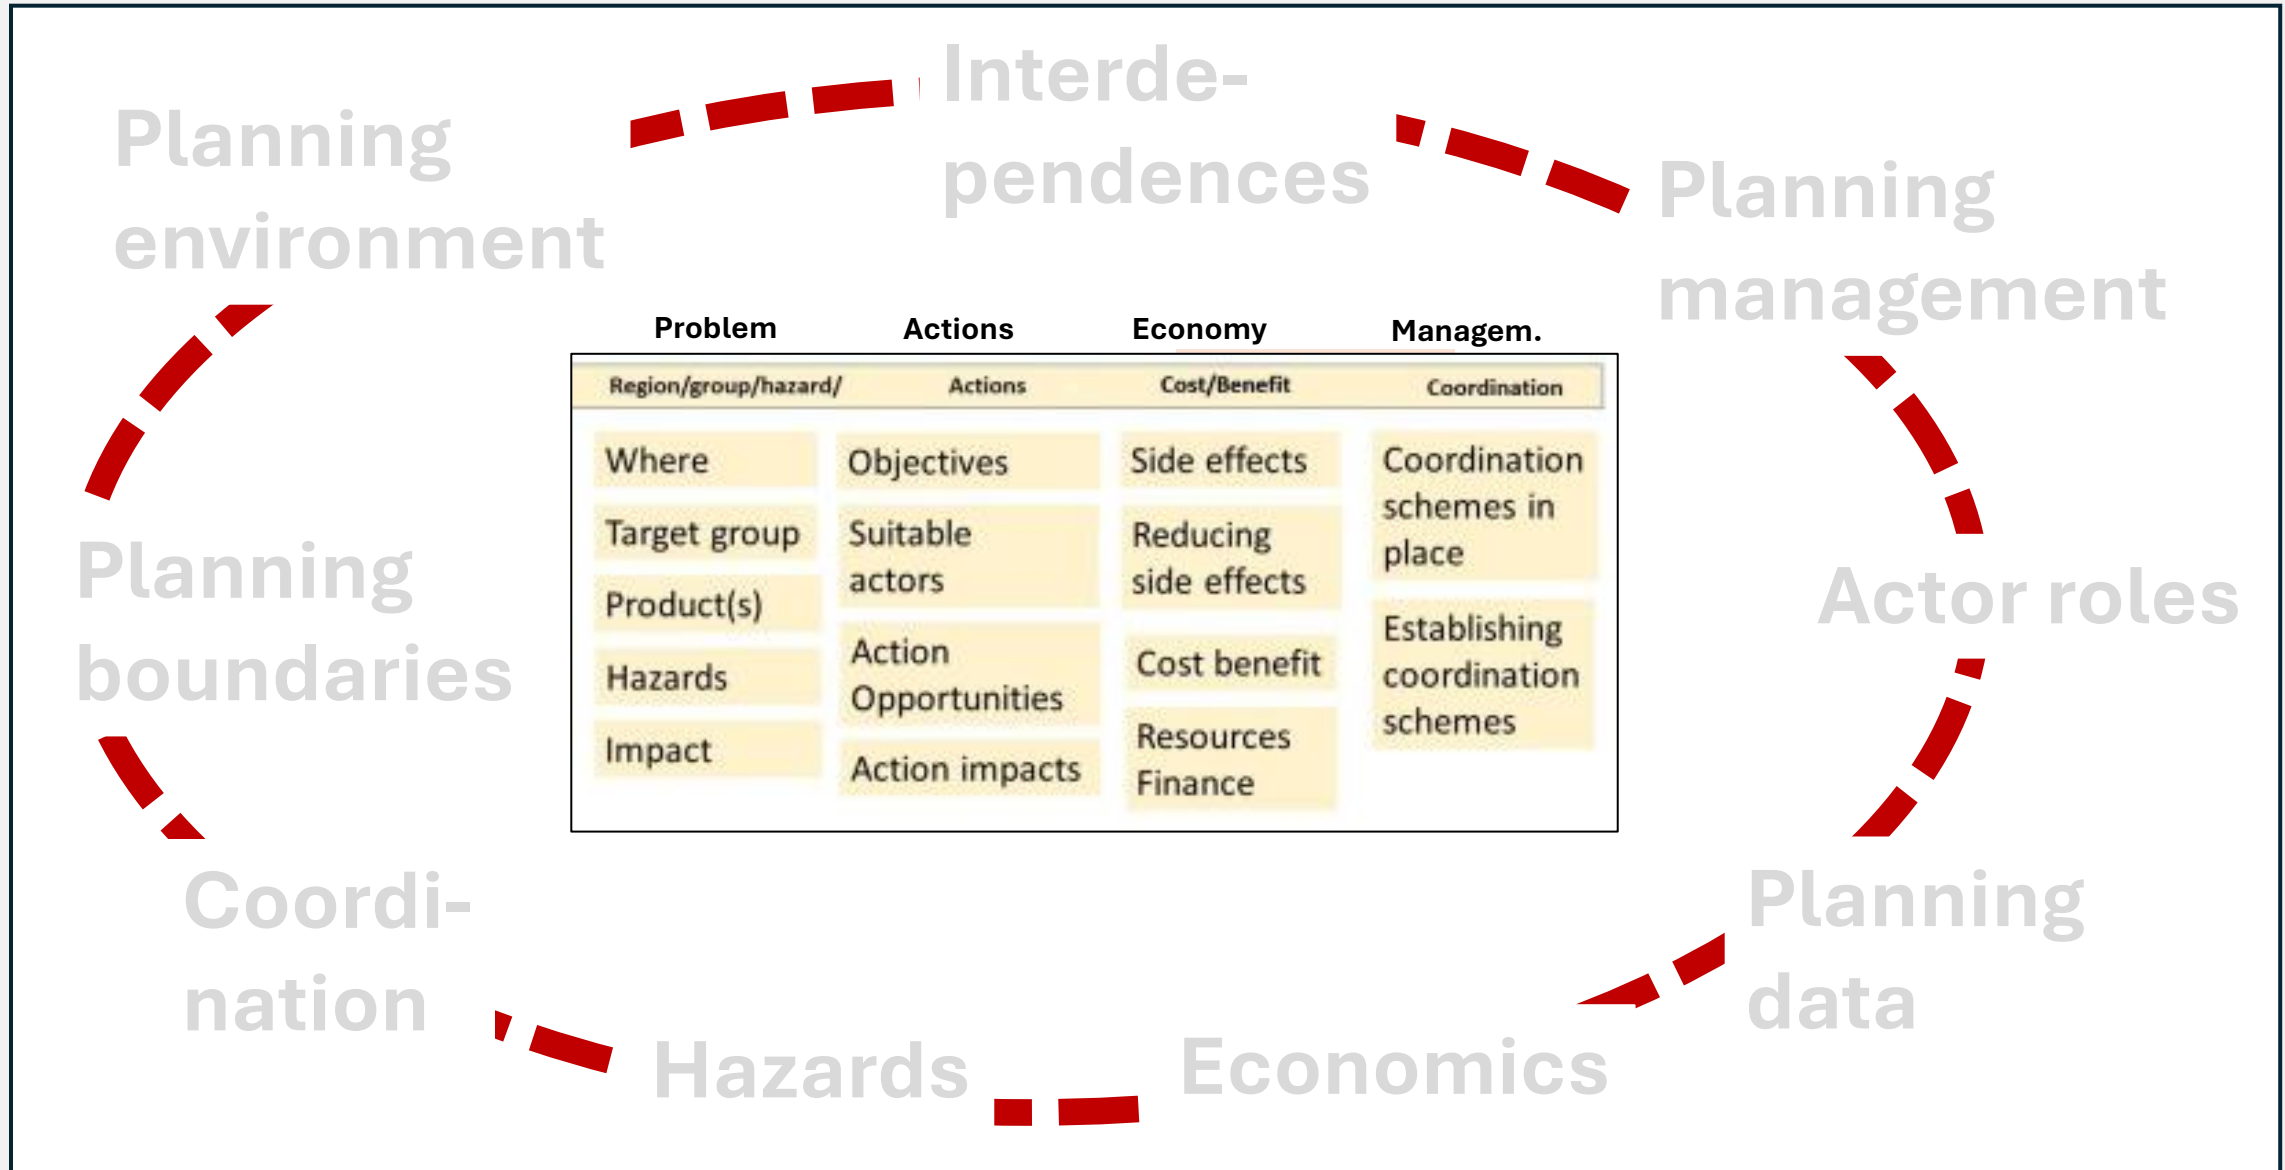 Interde-
pendences
Planning
environment
Planning
management
Problem
Actions
Economy
Managem.
Region/group/hazard/
Actions
Cost/Benefit
Coordination
Where
Target group
Product(s)
Hazards
Impact
Objectives
Suitable
actors
Action
Opportunities
Action impacts
Side effects
Reducing
side effects
Cost benefit
Resources
Finance
Coordination
schemes in
place
Establishing
coordination
schemes
Planning
boundaries
Actor roles
Coordi-
nation
Planning
data
Hazards
Economics